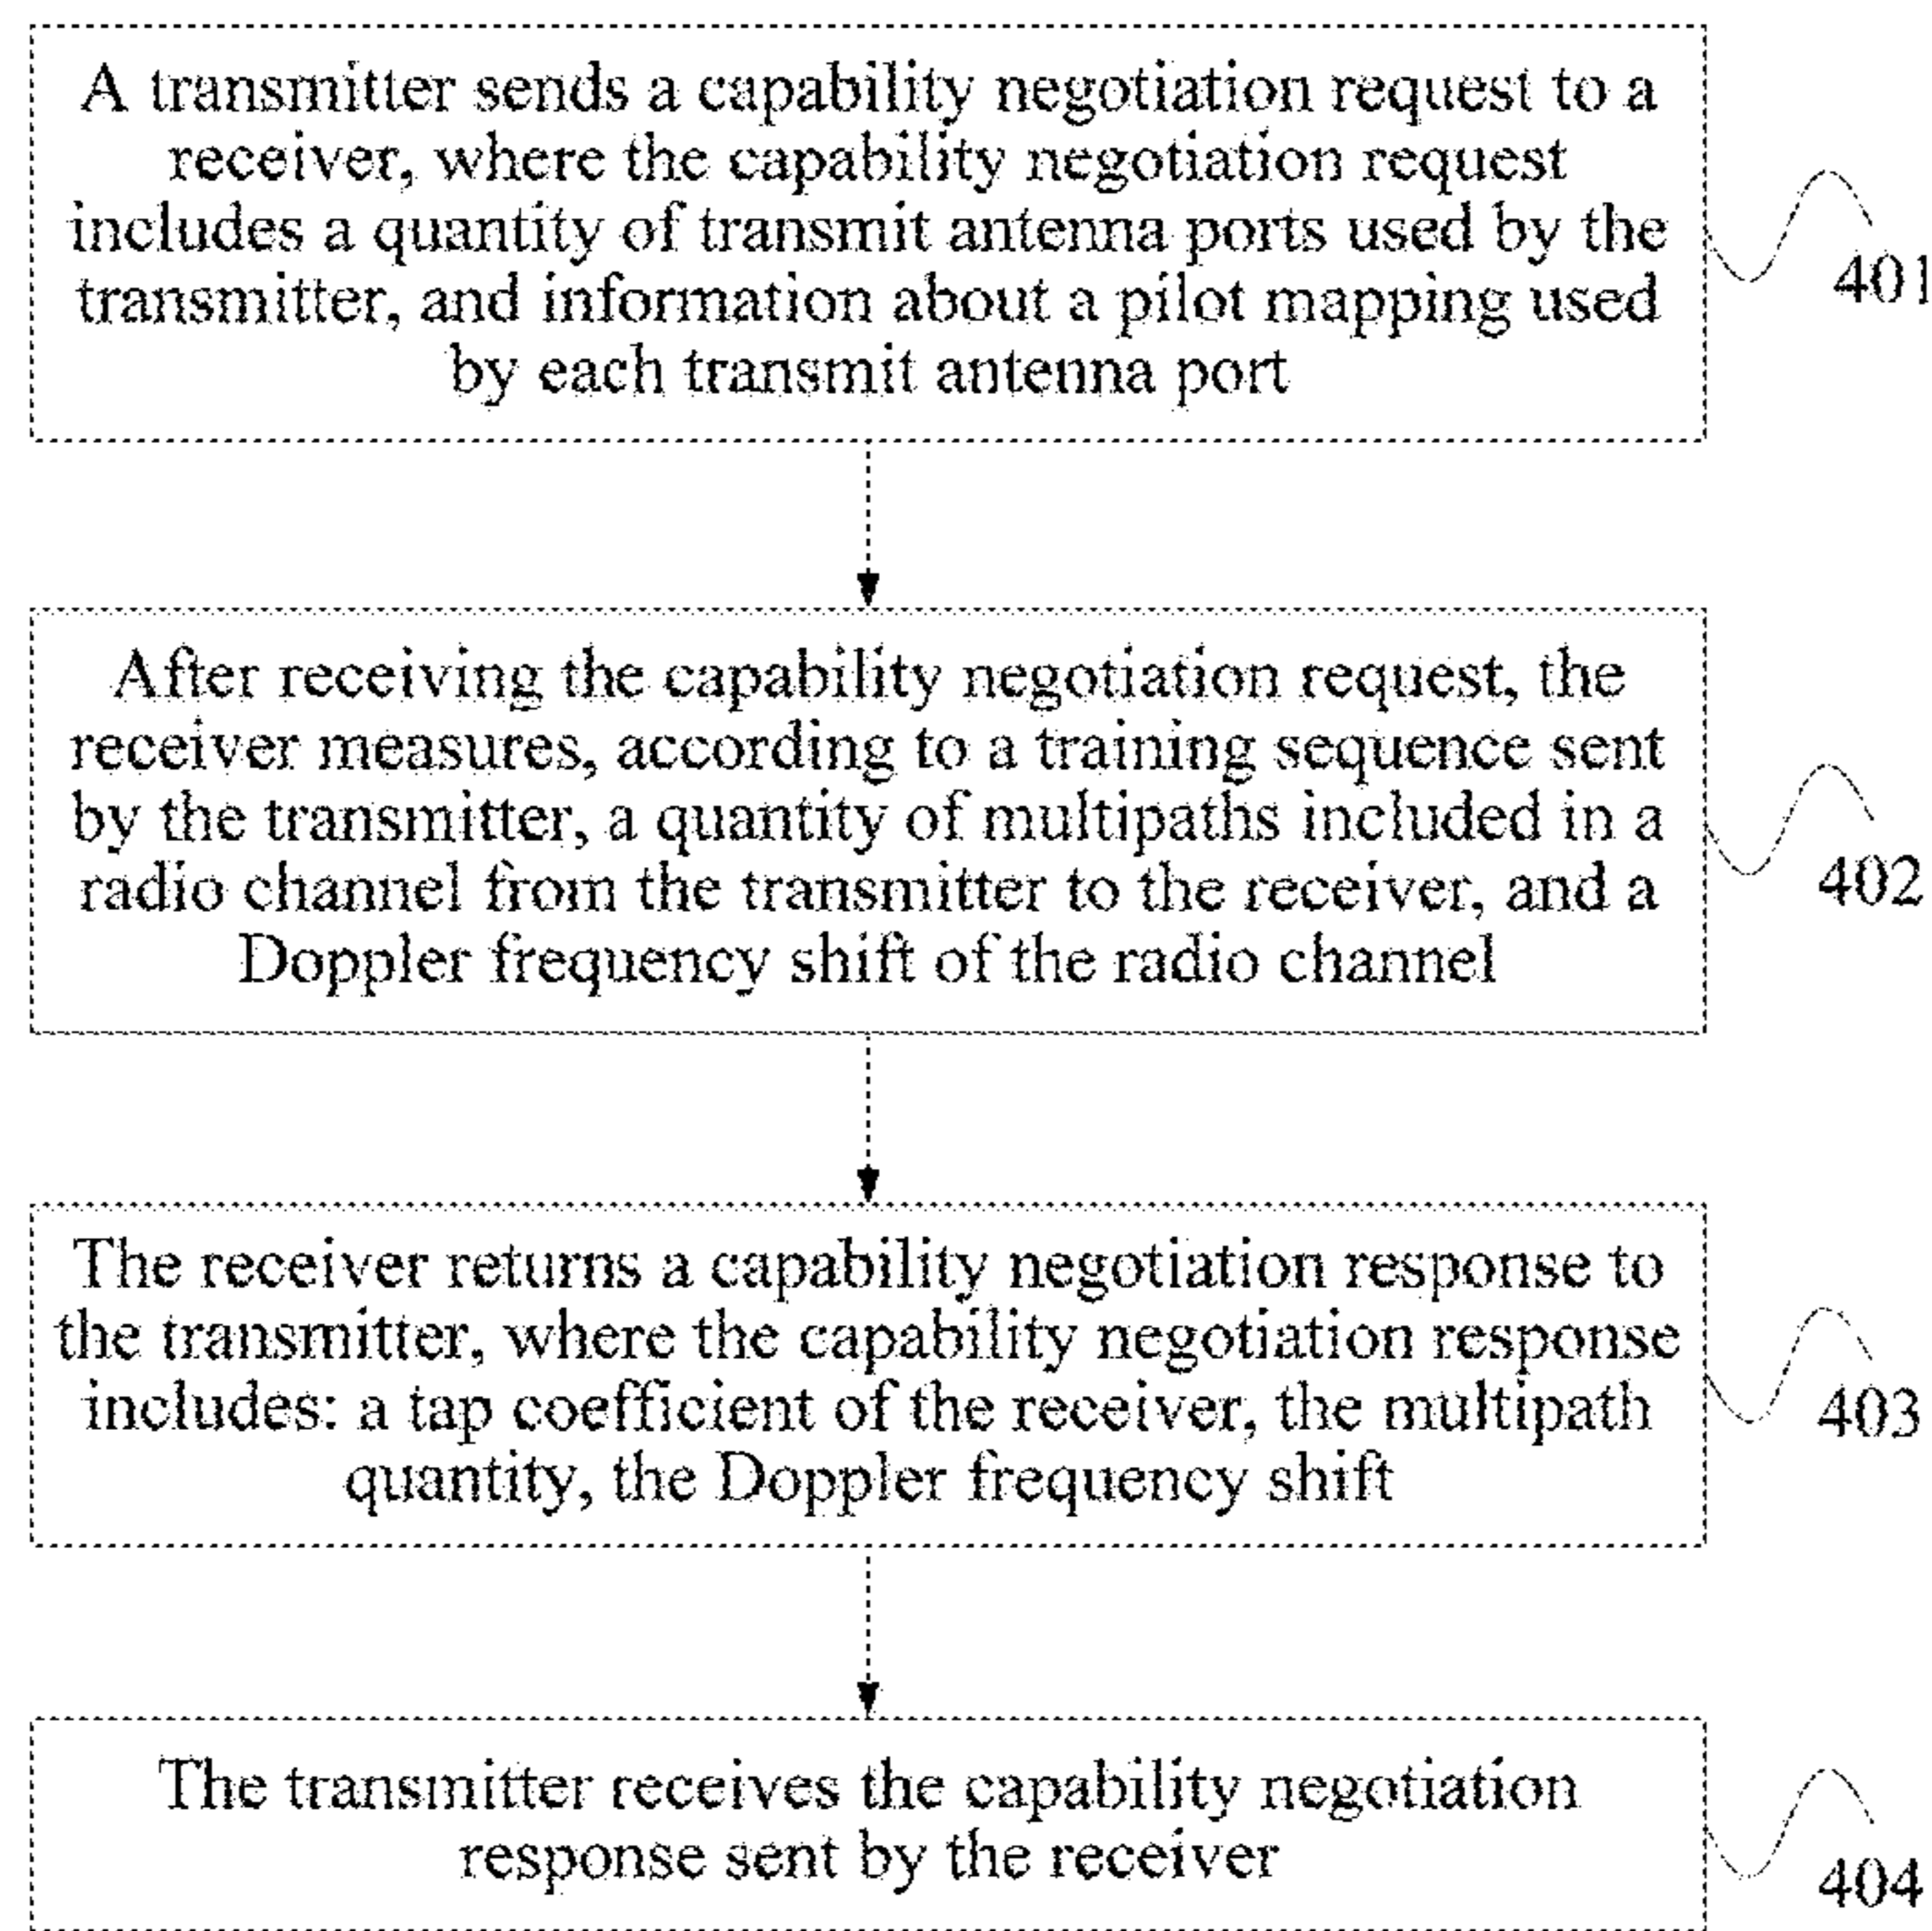 A transmitter sends a capability negotiation request to a
receiver, where the capability negotiation request
includes a quantity of transmit antenna ports used by the
transmitter, and information about a pilot mapping used
by each transmit antenna port
401
After receiving the capability negotiation request, the
receiver measures, according to a training sequence sent
by the transmitter, a quantity of multipaths included in a
radio channel from the transmitter to the receiver, and a
Doppler frequency shift of the radio channel
402
The receiver returns a capability negotiation response to
the transmitter, where the capability negotiation response
includes: a tap coefficient of the receiver, the multipath
quantity, the Doppler frequency shift
403
The transmitter receives the capability negotiation
response sent by the receiver
404